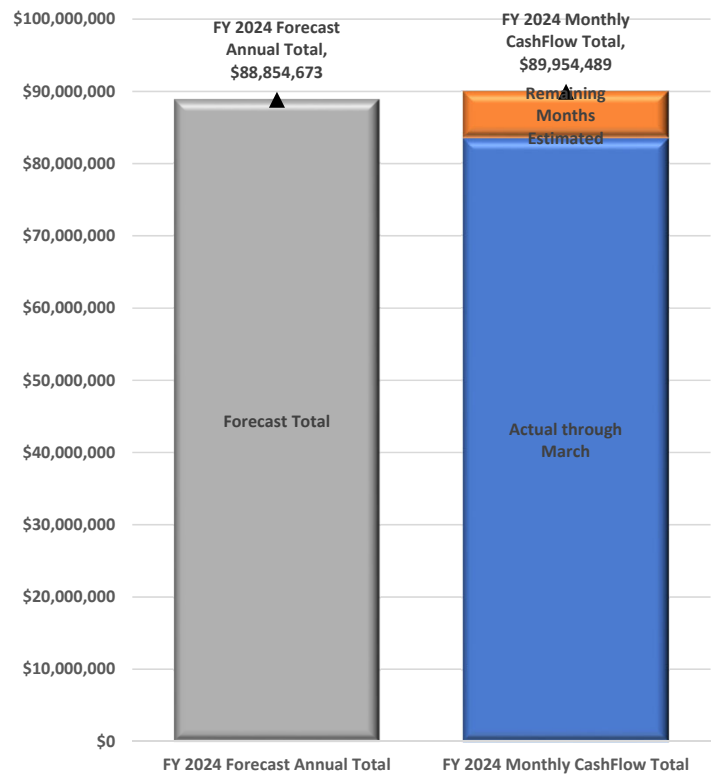 $100,000,000
$90,000,000
$80,000,000
$70,000,000
$60,000,000
$50,000,000
$40,000,000
$30,000,000
$20,000,000
$10,000,000
$0
FY 2024 Forecast
Annual Total,
$88,854,673
FY 2024 Monthly
CashFlow Total,
$89,954,489
Remaining
Months
Estimated
Forecast Total
Actual through
March
FY 2024 Forecast Annual Total
FY 2024 Monthly CashFlow Total